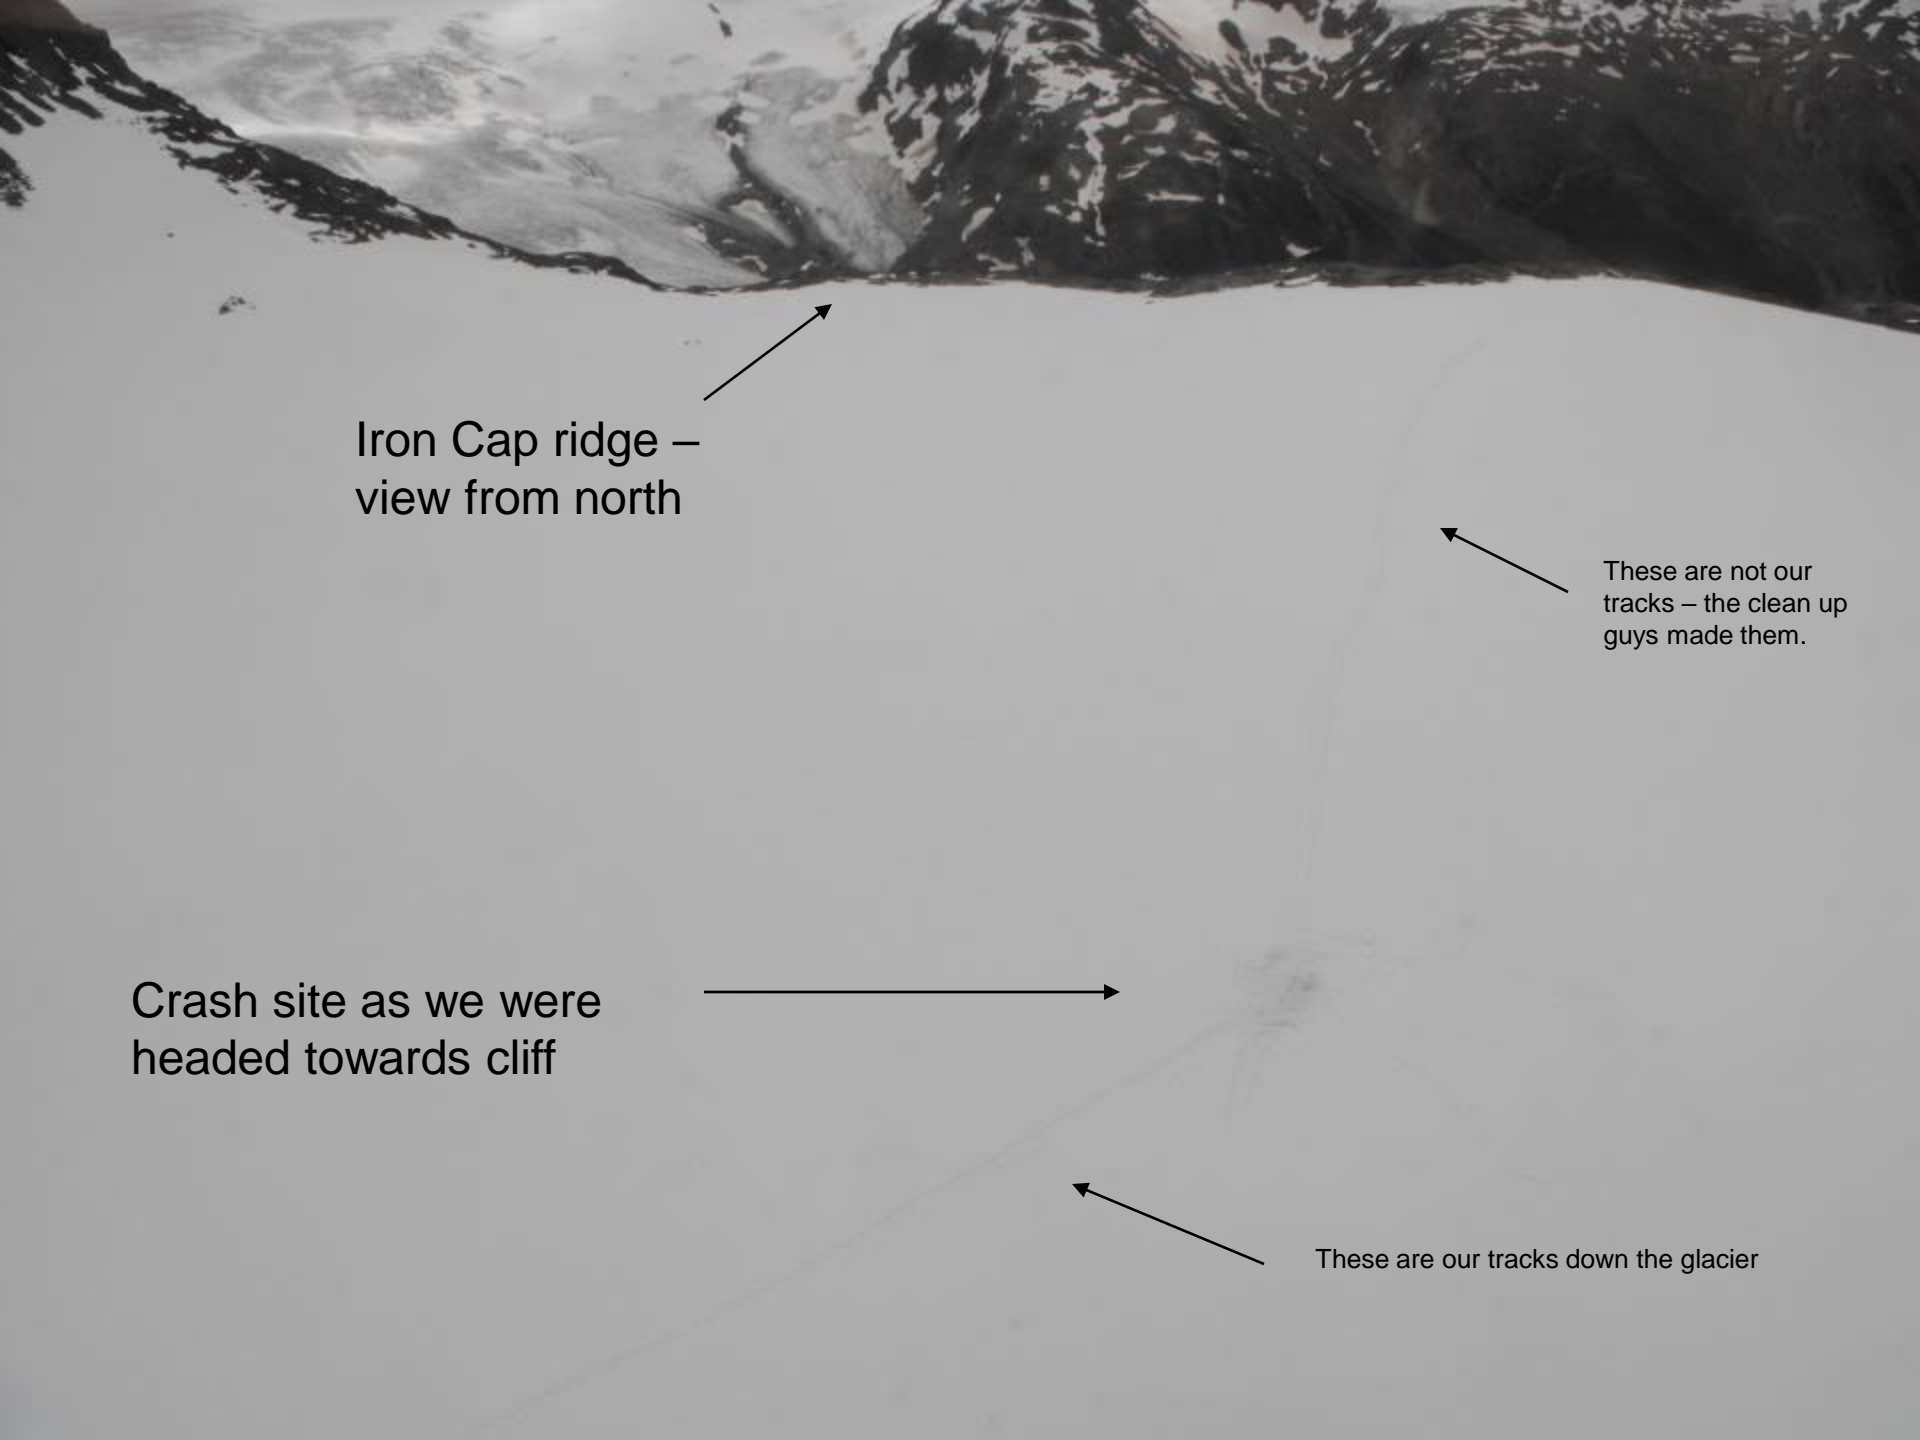 Iron Cap ridge –
view from north
These are not our
tracks – the clean up
guys made them.
Crash site as we were
headed towards cliff
These are our tracks down the glacier